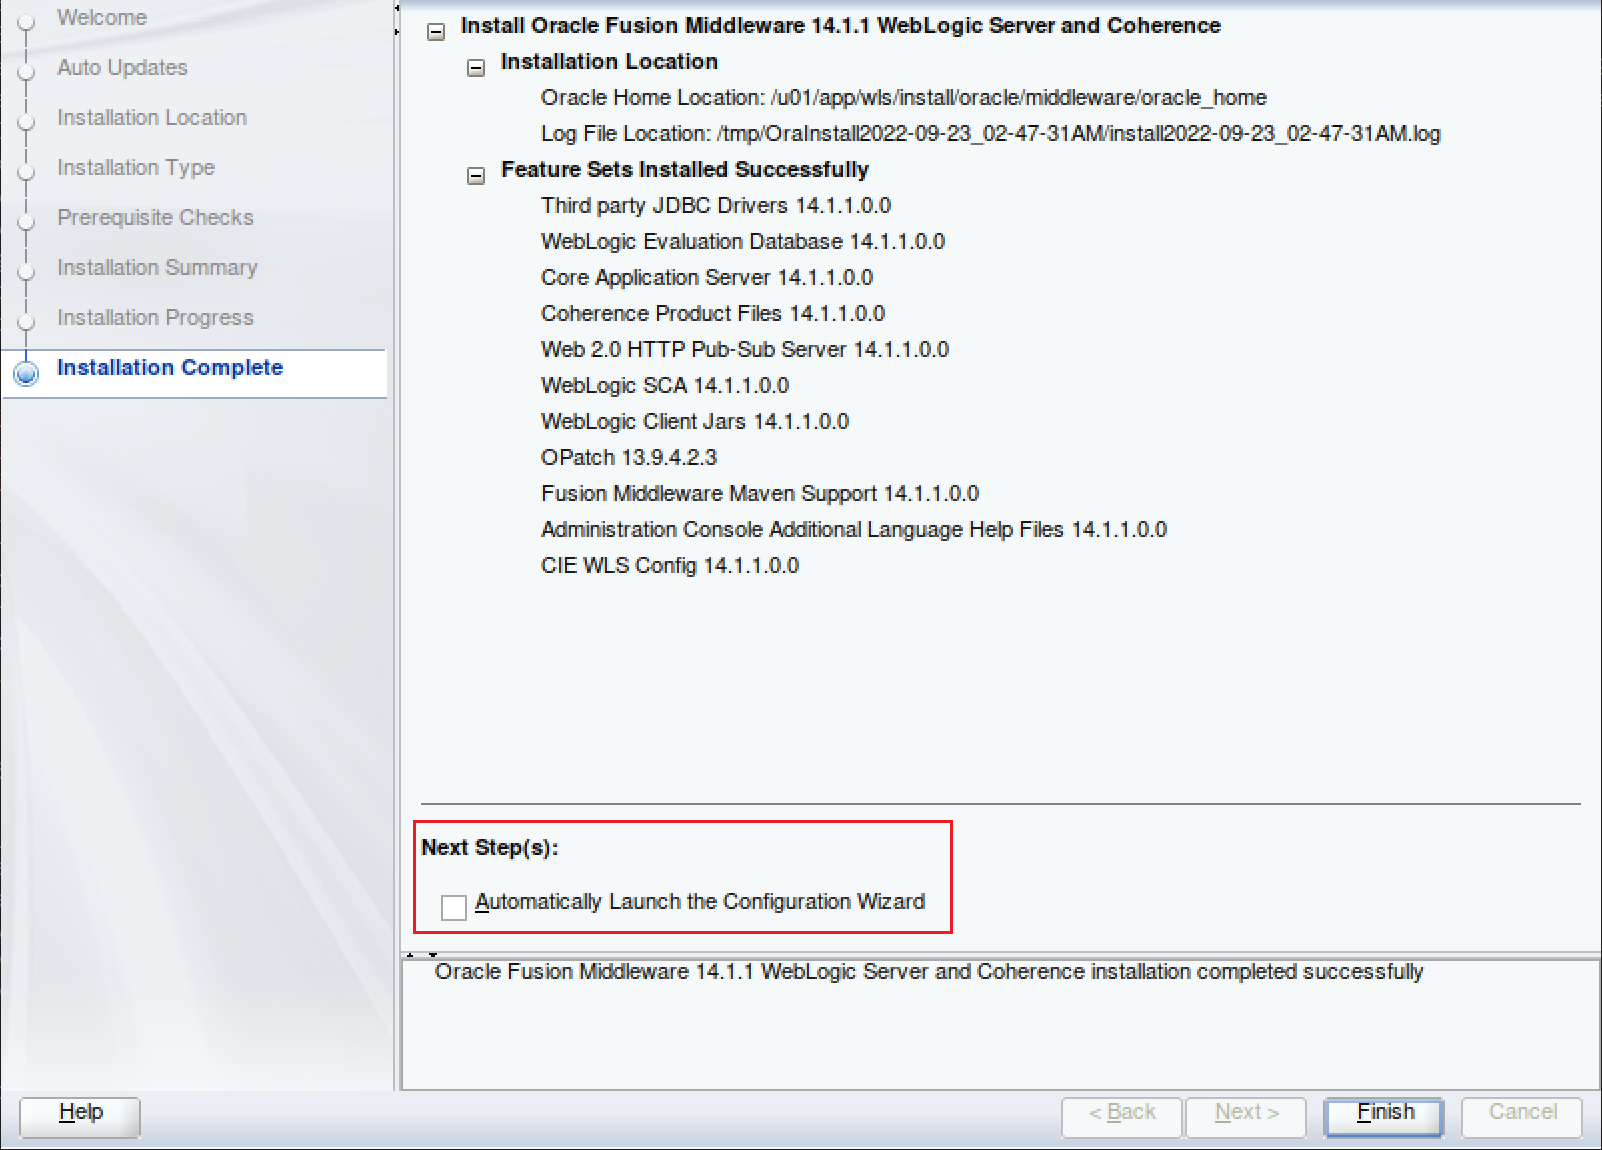 Welcome
Auto Updates
Installation Location
Installation Type
Prerequisite Checks
Installation Summary
Installation Progress
Installation Complete
Install Oracle Fusion Middleware 14.1.1 WebLogic Server and Coherence
Installation Location
Oracle Home Location: /u01/app/wls/install/oracle/middleware/oracle_home
Log File Location: /tmp/OraInstall2022-09-23_02-47-31AM/install2022-09-23_02-47-31AM.log
Feature Sets Installed Successfully
Third party JDBC Drivers 14.1.1.0.0
WebLogic Evaluation Database 14.1.1.0.0
Core Application Server 14.1.1.0.0
Coherence Product Files 14.1.1.0.0
Web 2.0 HTTP Pub-Sub Server 14.1.1.0.0
WebLogic SCA 14.1.1.0.0
WebLogic Client Jars 14.1.1.0.0
OPatch 13.9.4.2.3
Fusion Middleware Maven Support 14.1.1.0.0
Administration Console Additional Language Help Files 14.1.1.0.0
CIE WLS Config 14.1.1.0.0
Next Step(s):
Automatically Launch the Configuration Wizard
Oracle Fusion Middleware 14.1.1 WebLogic Server and Coherence installation completed successfully
Help
< Back
Next >
Finish
Cancel